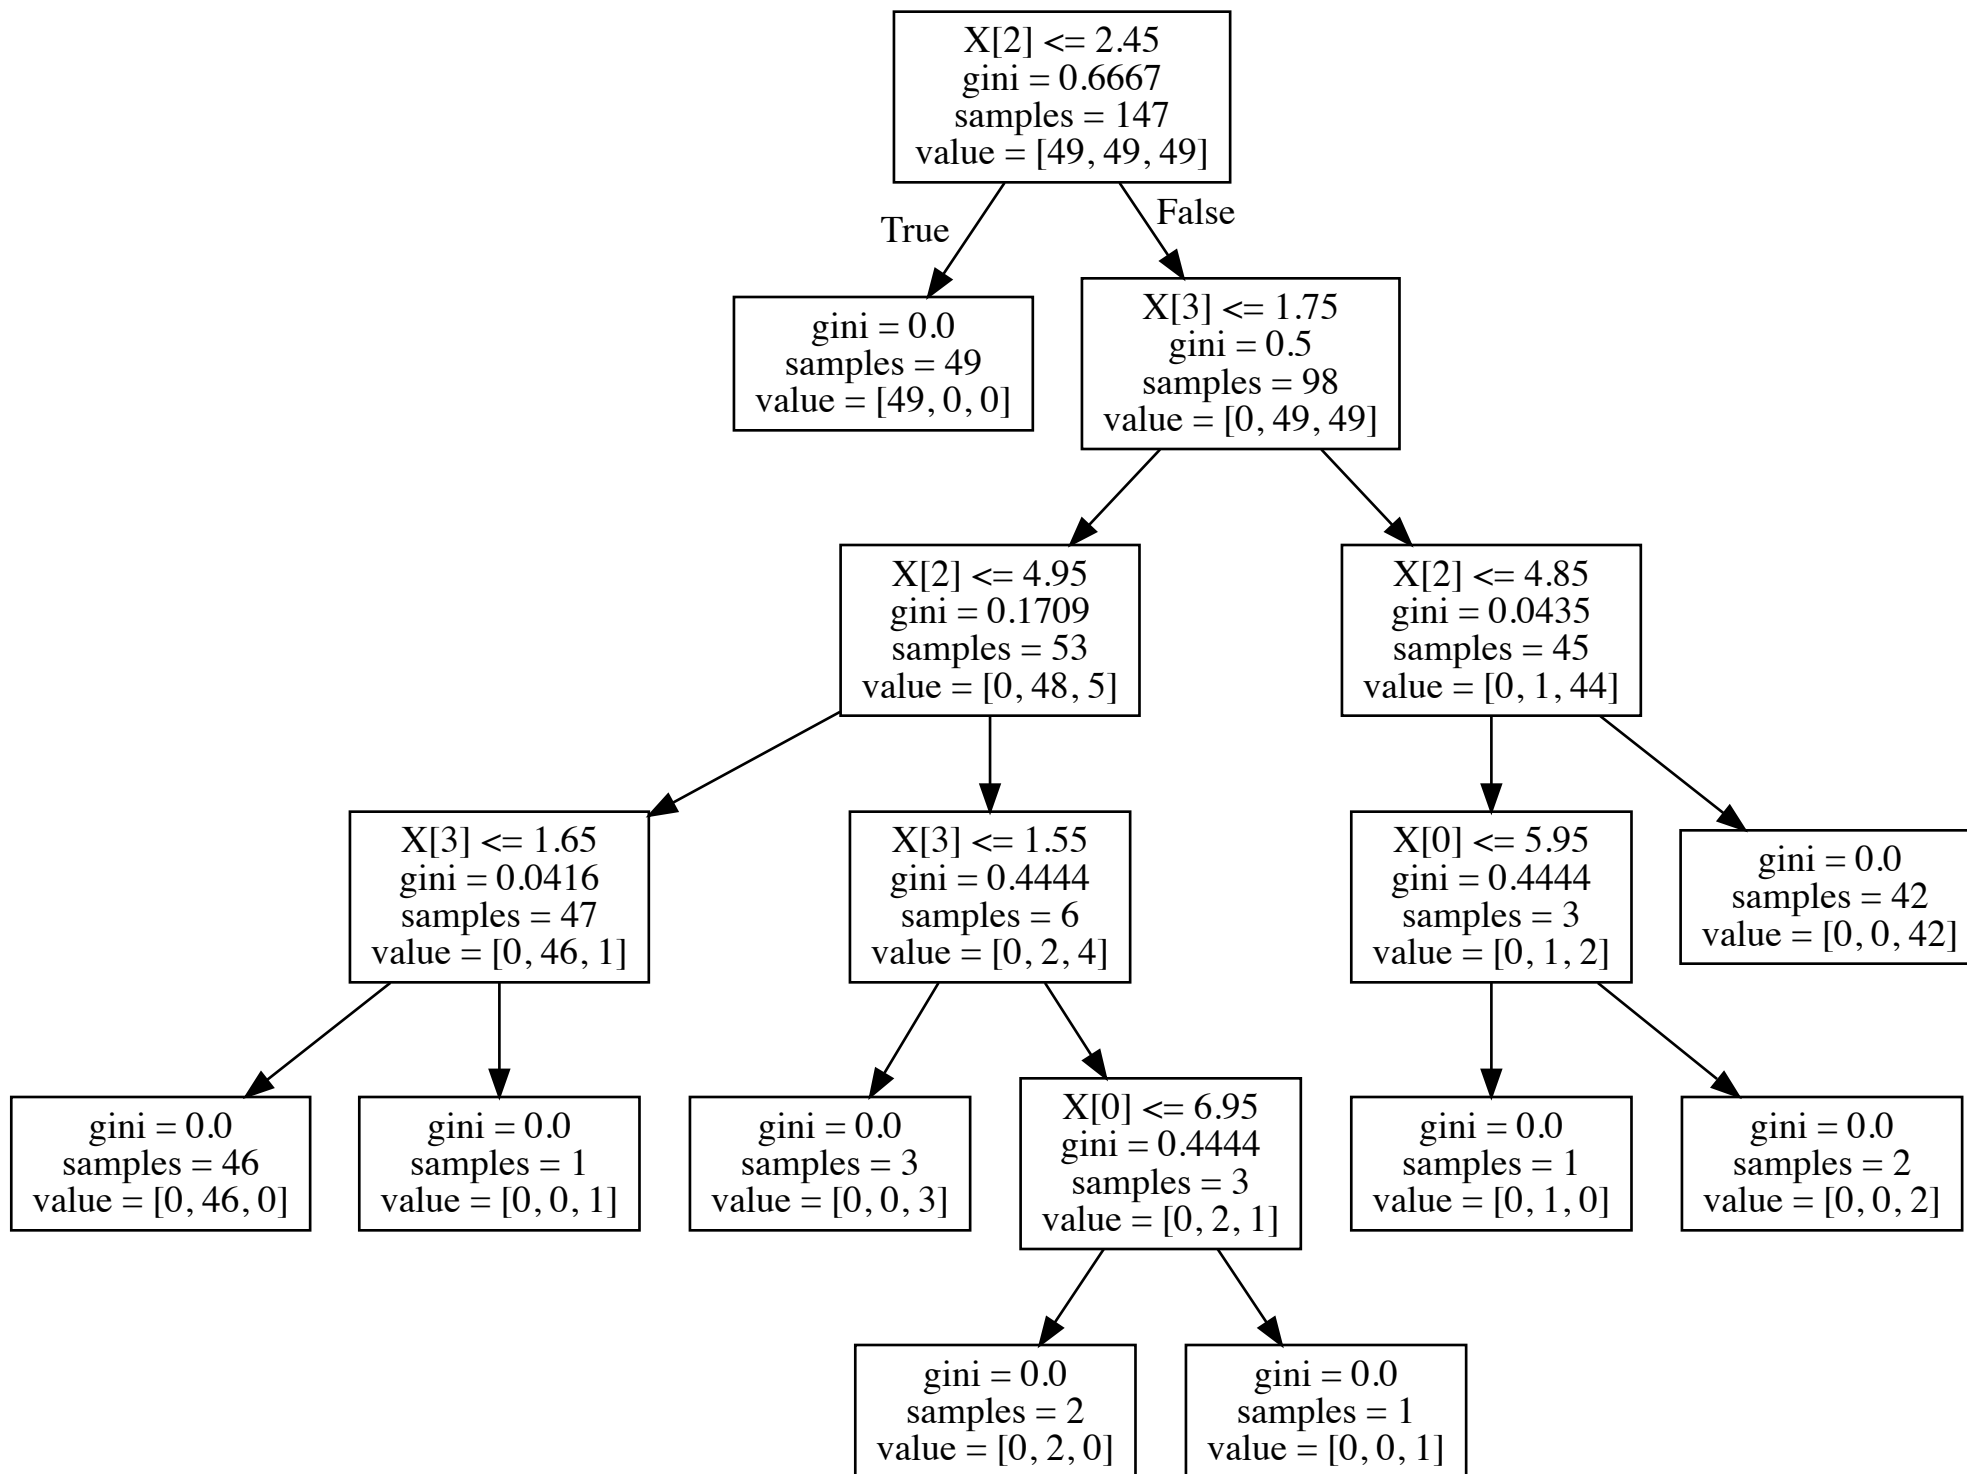 X[2] <= 2.45
gini = 0.6667
samples = 147
value = [49, 49, 49]
True
False
gini = 0.0
samples = 49
value = [49, 0, 0]
X[3] <= 1.75
gini = 0.5
samples = 98
value = [0, 49, 49]
X[2] <= 4.95
gini = 0.1709
samples = 53
value = [0, 48, 5]
X[2] <= 4.85
gini = 0.0435
samples = 45
value = [0, 1, 44]
X[3] <= 1.65
gini = 0.0416
samples = 47
value = [0, 46, 1]
X[3] <= 1.55
gini = 0.4444
samples = 6
value = [0, 2, 4]
X[0] <= 5.95
gini = 0.4444
samples = 3
value = [0, 1, 2]
gini = 0.0
samples = 42
value = [0, 0, 42]
gini = 0.0
samples = 46
value = [0, 46, 0]
gini = 0.0
samples = 1
value = [0, 0, 1]
gini = 0.0
samples = 3
value = [0, 0, 3]
X[0] <= 6.95
gini = 0.4444
samples = 3
value = [0, 2, 1]
gini = 0.0
samples = 1
value = [0, 1, 0]
gini = 0.0
samples = 2
value = [0, 0, 2]
gini = 0.0
samples = 2
value = [0, 2, 0]
gini = 0.0
samples = 1
value = [0, 0, 1]